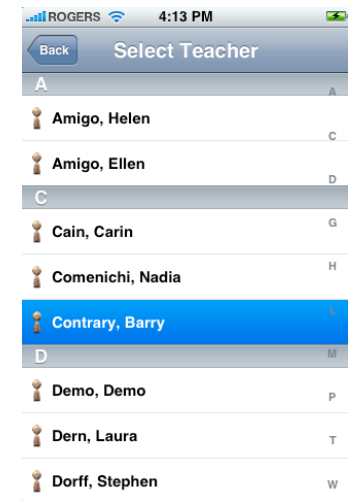 ROGERS 4:13 PM
Back Select Teacher
A
Amigo, Helen
Amigo, Ellen
C
Cain, Carin
Comenichi, Nadia
Contrary, Barry
D
Demo, Demo
Dern, Laura
Dorff, Stephen
A
C
D
G
H
L
M
P
T
W